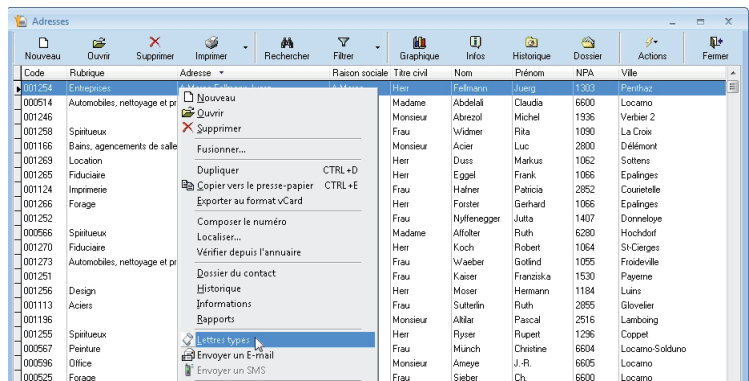 Adresses
Nouveau Ouvrir Supprimer Imprimer Rechercher Filtrer Graphique Infos Historique Dossier Actions Fermer
Code Rubrique Adresse Raison sociale Titre civil Nom Prénom NPA Ville
001254 Entreprises Herr Fellmann Juerg 1303 Penthaz
000514 Automobiles, nettoyage et pr Madame Abdelali Claudia 6600 Locarno
001246 Monsieur Abrezol Michel 1936 Verbier 2
001258 Spiritueux Frau Widmer Rita 1090 La Croix
001166 Bains, agencements de salle Monsieur Acier Luc 2800 Délémont
001269 Location Herr Duss Markus 1062 Sottens
001265 Fiduciaire Herr Eggel Frank 1066 Epalinges
001124 Imprimerie Frau Hafner Patricia 2852 Courietelle
001266 Forage Herr Forster Gerhard 1066 Epalinges
001252 Frau Nyffenegger Jutta 1407 Donneloye
000566 Spiritueux Madame Affolter Ruth 6280 Hochdorf
001270 Fiduciaire Herr Koch Robert 1064 St-Cierges
001273 Automobiles, nettoyage et pr Frau Waeber Gotlind 1055 Froideville
001251 Frau Kaiser Franziska 1530 Payerne
001256 Design Herr Moser Hermann 1184 Luins
001113 Aciers Frau Sutterlin Ruth 2855 Glovelier
001196 Monsieur Altilar Pascal 2516 Lamboing
001255 Spiritueux Herr Ryser Rupert 1296 Coppet
000567 Peinture Frau Münch Christine 6604 Locarno-Solduno
000596 Office Monsieur Ameye J.-R. 6605 Locarno
000525 Forage Frau Sieber Ch. 6600 Locarno
Nouveau
Ouvrir
Supprimer
Fusionner...
Dupliquer CTRL+D
Copier vers le presse-papier CTRL+E
Exporter au format vCard
Composer le numéro
Localiser...
Vérifier depuis l'annuaire
Dossier du contact
Historique
Informations
Rapports
Lettres types
Envoyer un E-mail
Envoyer un SMS